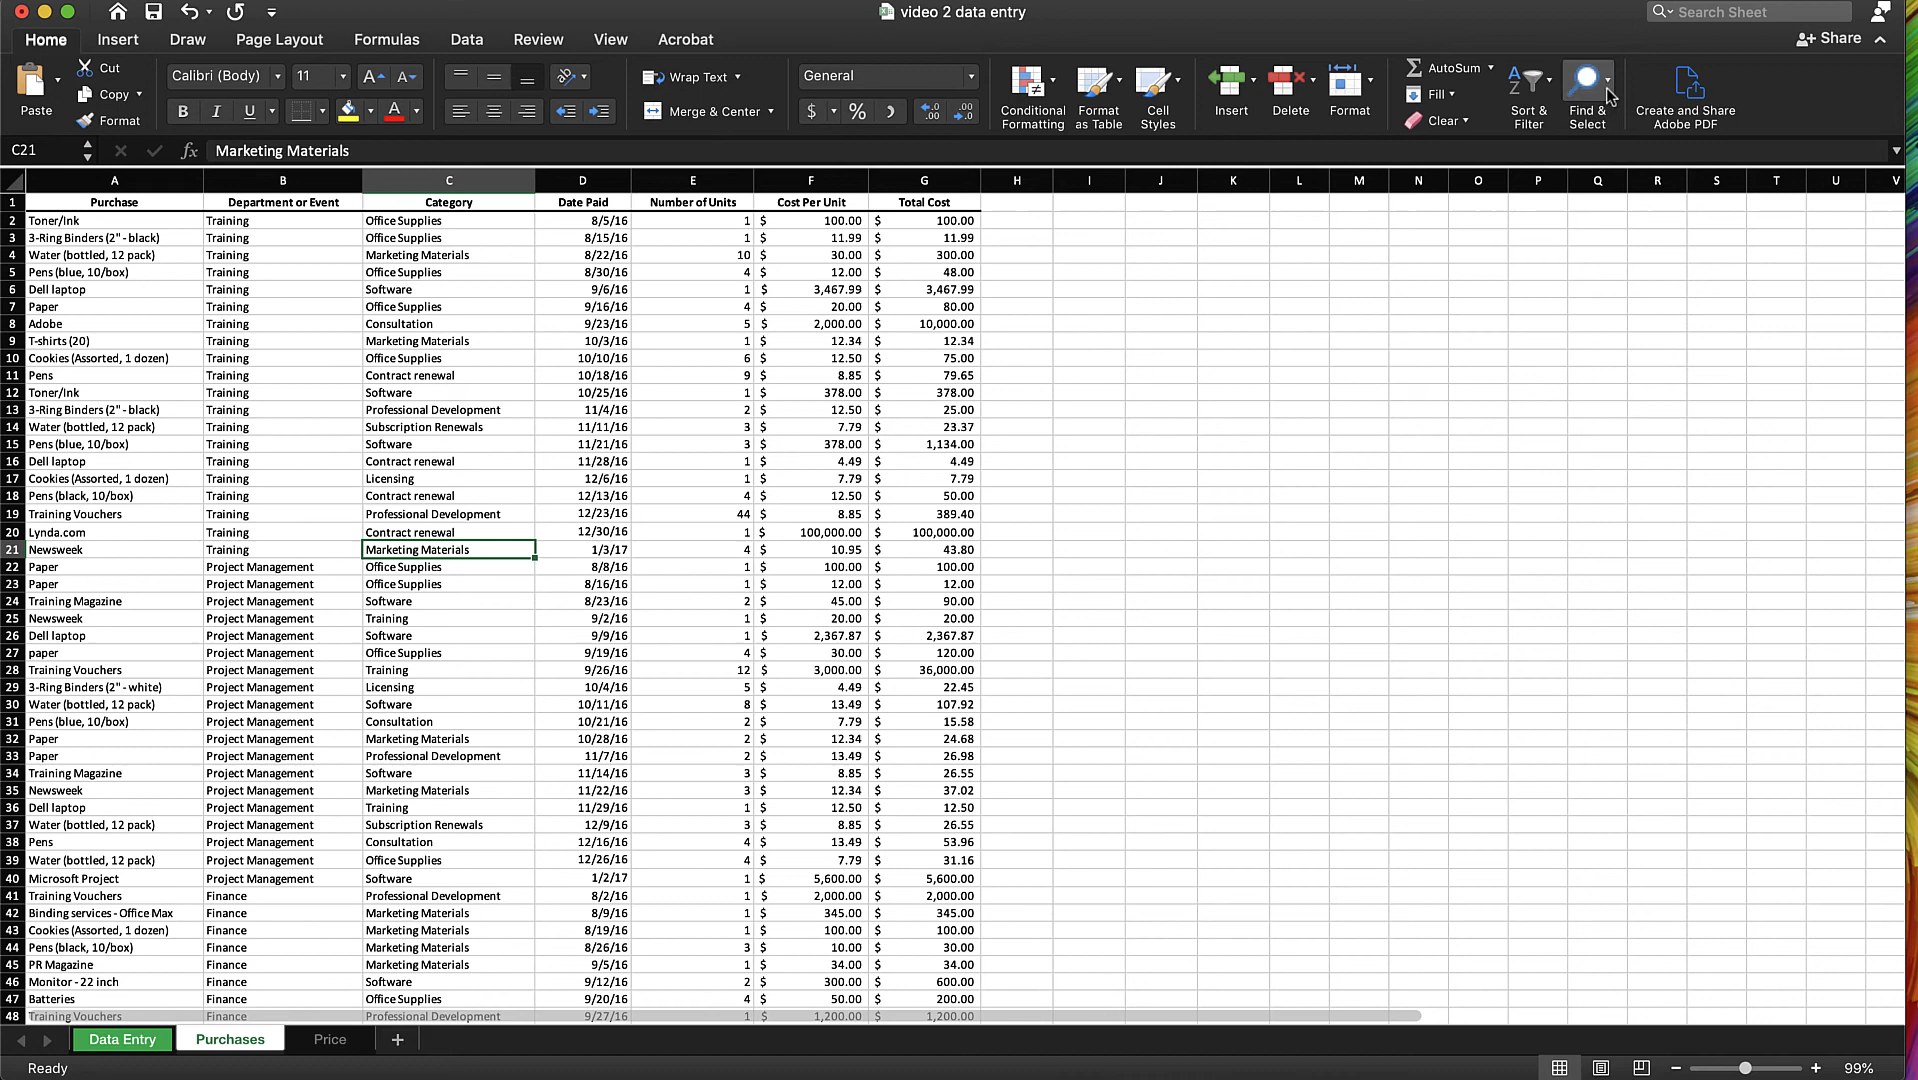 video 2 data entry
Search Sheet
Home Insert Draw Page Layout Formulas Data Review View Acrobat
Share
Paste
Cut
Copy
Format
Calibri (Body) 11
A A
B I U A
ab
Wrap Text
Merge & Center
General
$ % )
.0 .00
.00 .0
Conditional Formatting
Format as Table
Cell Styles
Insert
Delete
Format
Σ AutoSum
Fill
Clear
A Z
Sort & Filter
Find & Select
Create and Share Adobe PDF
C21 fx Marketing Materials
A B C D E F G H I J K L M N O P Q R S T U V
1 Purchase Department or Event Category Date Paid Number of Units Cost Per Unit Total Cost
2 Toner/Ink Training Office Supplies 8/5/16 1 $ 100.00 $ 100.00
3 3-Ring Binders (2" - black) Training Office Supplies 8/15/16 1 $ 11.99 $ 11.99
4 Water (bottled, 12 pack) Training Marketing Materials 8/22/16 10 $ 30.00 $ 300.00
5 Pens (blue, 10/box) Training Office Supplies 8/30/16 4 $ 12.00 $ 48.00
6 Dell laptop Training Software 9/6/16 1 $ 3,467.99 $ 3,467.99
7 Paper Training Office Supplies 9/16/16 4 $ 20.00 $ 80.00
8 Adobe Training Consultation 9/23/16 5 $ 2,000.00 $ 10,000.00
9 T-shirts (20) Training Marketing Materials 10/3/16 1 $ 12.34 $ 12.34
10 Cookies (Assorted, 1 dozen) Training Office Supplies 10/10/16 6 $ 12.50 $ 75.00
11 Pens Training Contract renewal 10/18/16 9 $ 8.85 $ 79.65
12 Toner/Ink Training Software 10/25/16 1 $ 378.00 $ 378.00
13 3-Ring Binders (2" - black) Training Professional Development 11/4/16 2 $ 12.50 $ 25.00
14 Water (bottled, 12 pack) Training Subscription Renewals 11/11/16 3 $ 7.79 $ 23.37
15 Pens (blue, 10/box) Training Software 11/21/16 3 $ 378.00 $ 1,134.00
16 Dell laptop Training Contract renewal 11/28/16 1 $ 4.49 $ 4.49
17 Cookies (Assorted, 1 dozen) Training Licensing 12/6/16 1 $ 7.79 $ 7.79
18 Pens (black, 10/box) Training Contract renewal 12/13/16 4 $ 12.50 $ 50.00
19 Training Vouchers Training Professional Development 12/23/16 44 $ 8.85 $ 389.40
20 Lynda.com Training Contract renewal 12/30/16 1 $ 100,000.00 $ 100,000.00
21 Newsweek Training Marketing Materials 1/3/17 4 $ 10.95 $ 43.80
22 Paper Project Management Office Supplies 8/8/16 1 $ 100.00 $ 100.00
23 Paper Project Management Office Supplies 8/16/16 1 $ 12.00 $ 12.00
24 Training Magazine Project Management Software 8/23/16 2 $ 45.00 $ 90.00
25 Newsweek Project Management Training 9/2/16 1 $ 20.00 $ 20.00
26 Dell laptop Project Management Software 9/9/16 1 $ 2,367.87 $ 2,367.87
27 paper Project Management Office Supplies 9/19/16 4 $ 30.00 $ 120.00
28 Training Vouchers Project Management Training 9/26/16 12 $ 3,000.00 $ 36,000.00
29 3-Ring Binders (2" - white) Project Management Licensing 10/4/16 5 $ 4.49 $ 22.45
30 Water (bottled, 12 pack) Project Management Software 10/11/16 8 $ 13.49 $ 107.92
31 Pens (blue, 10/box) Project Management Consultation 10/21/16 2 $ 7.79 $ 15.58
32 Paper Project Management Marketing Materials 10/28/16 2 $ 12.34 $ 24.68
33 Paper Project Management Professional Development 11/7/16 2 $ 13.49 $ 26.98
34 Training Magazine Project Management Software 11/14/16 3 $ 8.85 $ 26.55
35 Newsweek Project Management Marketing Materials 11/22/16 3 $ 12.34 $ 37.02
36 Dell laptop Project Management Training 11/29/16 1 $ 12.50 $ 12.50
37 Water (bottled, 12 pack) Project Management Subscription Renewals 12/9/16 3 $ 8.85 $ 26.55
38 Pens Project Management Consultation 12/16/16 4 $ 13.49 $ 53.96
39 Water (bottled, 12 pack) Project Management Office Supplies 12/26/16 4 $ 7.79 $ 31.16
40 Microsoft Project Project Management Software 1/2/17 1 $ 5,600.00 $ 5,600.00
41 Training Vouchers Finance Professional Development 8/2/16 1 $ 2,000.00 $ 2,000.00
42 Binding services - Office Max Finance Marketing Materials 8/9/16 1 $ 345.00 $ 345.00
43 Cookies (Assorted, 1 dozen) Finance Marketing Materials 8/19/16 1 $ 100.00 $ 100.00
44 Pens (black, 10/box) Finance Marketing Materials 8/26/16 3 $ 10.00 $ 30.00
45 PR Magazine Finance Marketing Materials 9/5/16 1 $ 34.00 $ 34.00
46 Monitor - 22 inch Finance Software 9/12/16 2 $ 300.00 $ 600.00
47 Batteries Finance Office Supplies 9/20/16 4 $ 50.00 $ 200.00
48 Training Vouchers Finance Professional Development 9/27/16 1 $ 1,200.00 $ 1,200.00
Data Entry Purchases Price +
Ready 99%